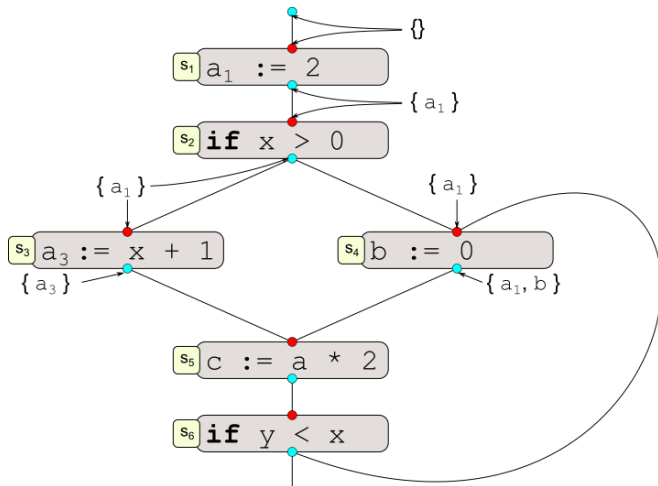 {}
s₁ a₁ := 2
{ a₁ }
s₂ if x > 0
{ a₁ } { a₁ }
s₃ a₃ := x + 1 s₄ b := 0
{ a₃ } { a₁, b }
s₅ c := a * 2
s₆ if y < x